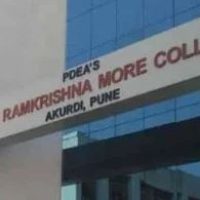 PDEA'S
RAMKRISHNA MORE COLL
AKURDI, PUNE